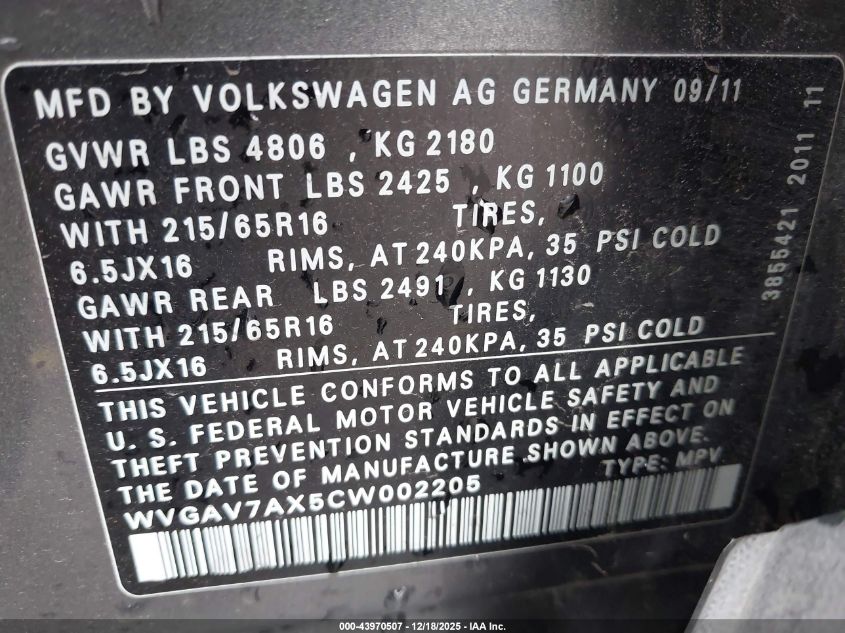 MFD BY VOLKSWAGEN AG GERMANY 09/11
GVWR LBS 4806 , KG 2180
GAWR FRONT LBS 2425 , KG 1100
WITH 215/65R16 TIRES,
6.5JX16 RIMS, AT 240KPA, 35 PSI COLD
GAWR REAR LBS 2491 , KG 1130
WITH 215/65R16 TIRES,
6.5JX16 RIMS, AT 240KPA, 35 PSI COLD
THIS VEHICLE CONFORMS TO ALL APPLICABLE
U. S. FEDERAL MOTOR VEHICLE SAFETY AND
THEFT PREVENTION STANDARDS IN EFFECT ON
THE DATE OF MANUFACTURE SHOWN ABOVE.
WVGAV7AX5CW002205 TYPE: MPV
3855421 2011 11
000-43970507 - 12/18/2025 - IAA Inc.